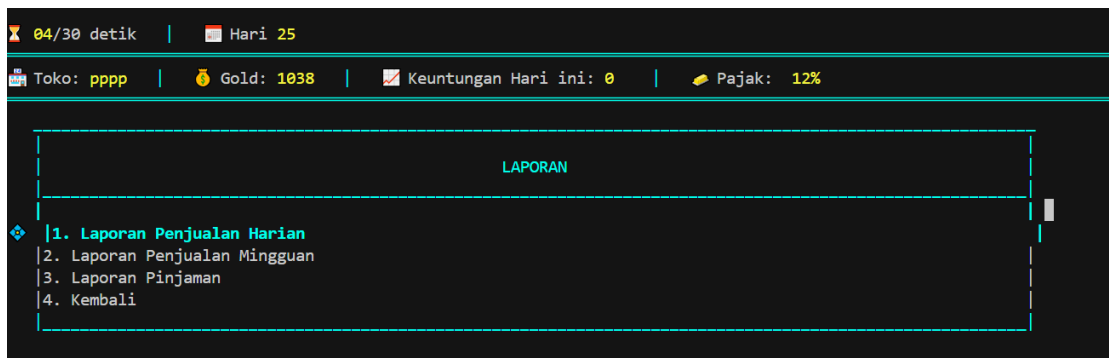 04/30 detik | Hari 25
Toko: pppp | Gold: 1038 | Keuntungan Hari ini: 0 | Pajak: 12%
LAPORAN
|1. Laporan Penjualan Harian |
|2. Laporan Penjualan Mingguan |
|3. Laporan Pinjaman |
|4. Kembali |